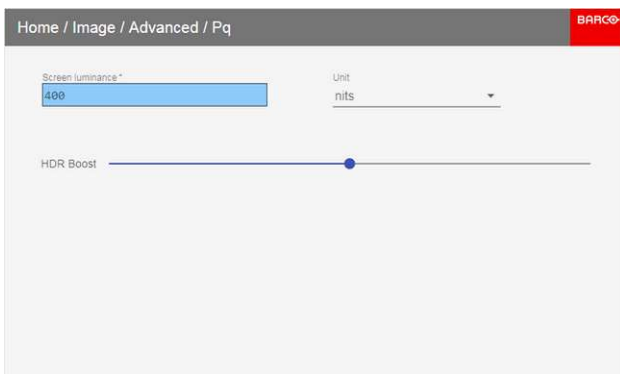 Home / Image / Advanced / Pq
BARCO
Screen luminance *
Unit
400
nits
HDR Boost